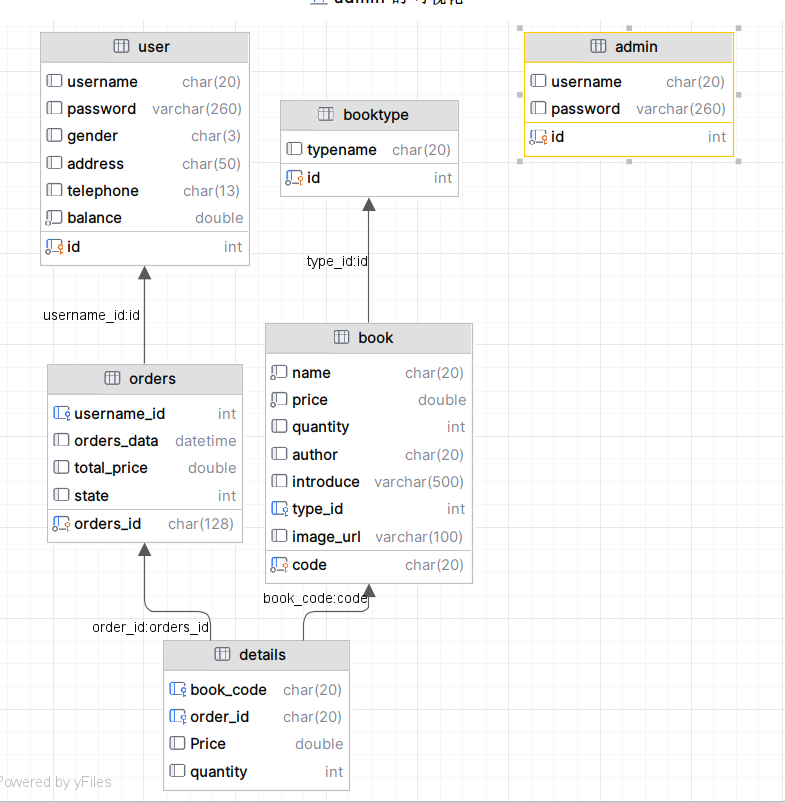 user
username char(20)
password varchar(260)
gender char(3)
address char(50)
telephone char(13)
balance double
id int
booktype
typename char(20)
id int
admin
username char(20)
password varchar(260)
id int
type_id:id
username_id:id
orders
username_id int
orders_data datetime
total_price double
state int
orders_id char(128)
book
name char(20)
price double
quantity int
author char(20)
introduce varchar(500)
type_id int
image_url varchar(100)
code char(20)
book_code:code
order_id:orders_id
details
book_code char(20)
order_id char(20)
Price double
quantity int
Powered by yFiles